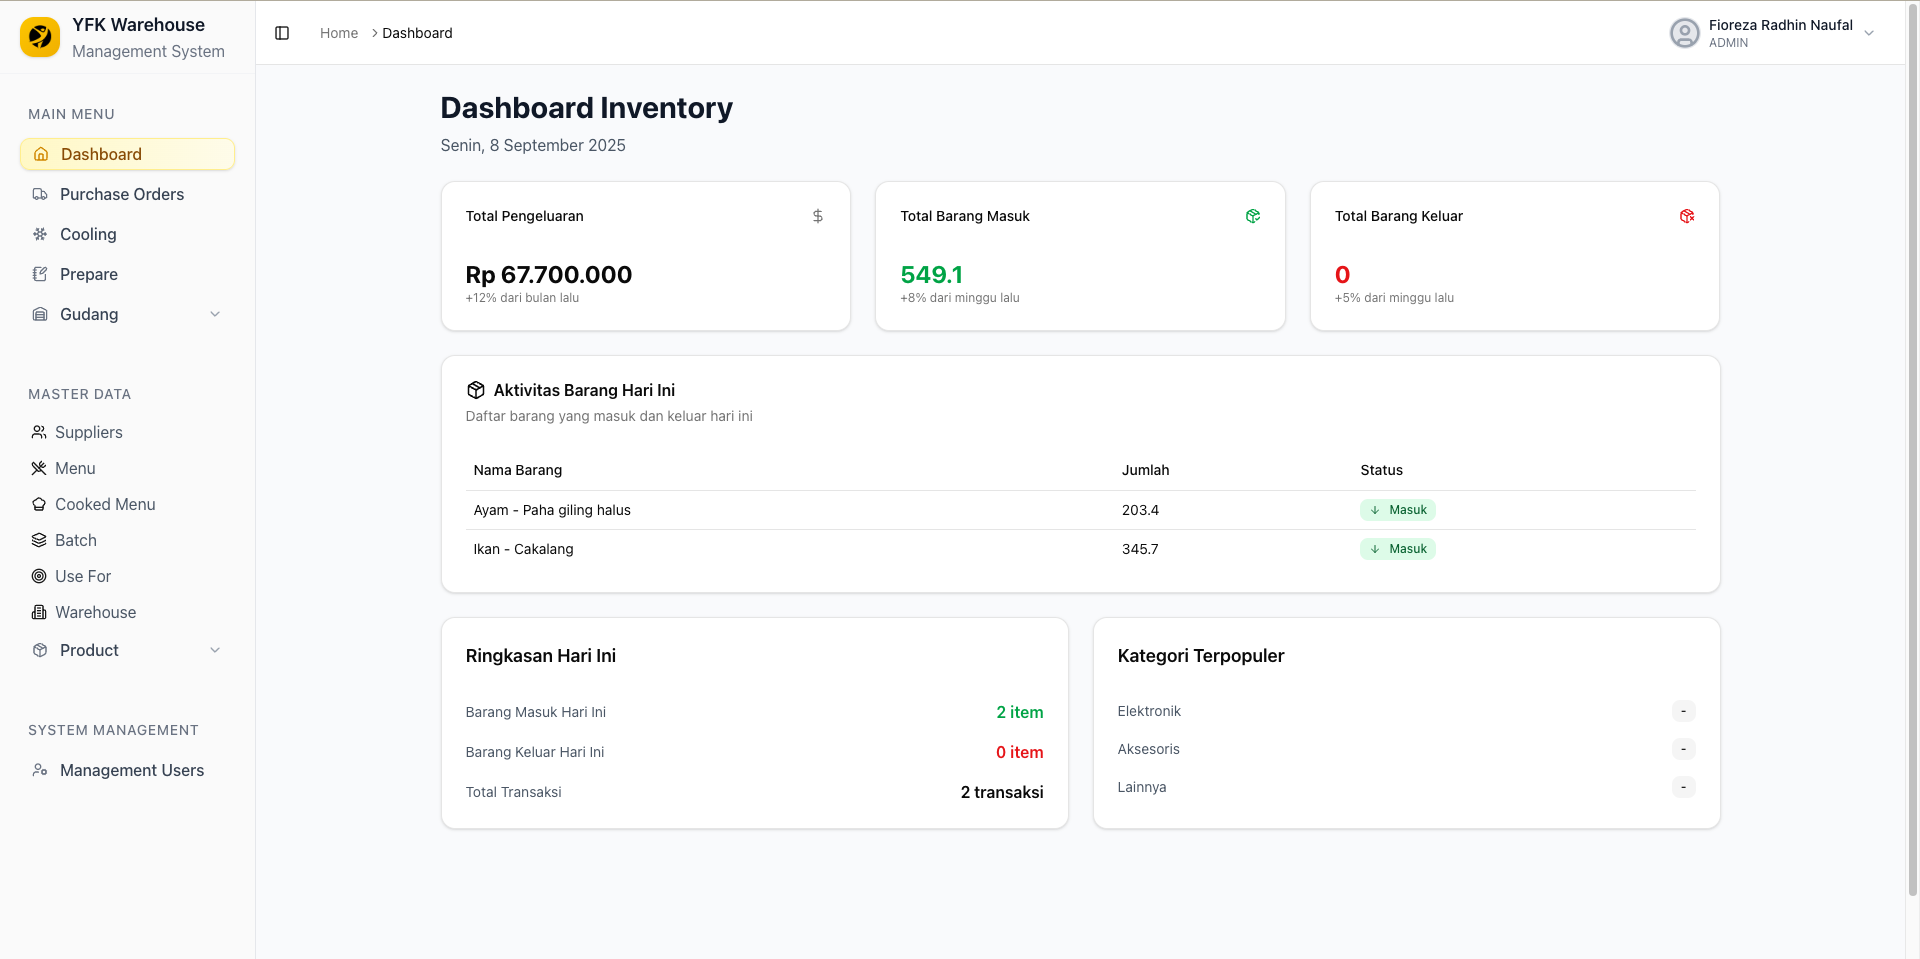 YFK Warehouse
Management System
MAIN MENU
Dashboard
Purchase Orders
Cooling
Prepare
Gudang
MASTER DATA
Suppliers
Menu
Cooked Menu
Batch
Use For
Warehouse
Product
SYSTEM MANAGEMENT
Management Users
Home > Dashboard
Fioreza Radhin Naufal
ADMIN
Dashboard Inventory
Senin, 8 September 2025
Total Pengeluaran
$
Rp 67.700.000
+12% dari bulan lalu
Total Barang Masuk
549.1
+8% dari minggu lalu
Total Barang Keluar
0
+5% dari minggu lalu
Aktivitas Barang Hari Ini
Daftar barang yang masuk dan keluar hari ini
Nama Barang Jumlah Status
Ayam - Paha giling halus 203.4 ↓ Masuk
Ikan - Cakalang 345.7 ↓ Masuk
Ringkasan Hari Ini
Barang Masuk Hari Ini 2 item
Barang Keluar Hari Ini 0 item
Total Transaksi 2 transaksi
Kategori Terpopuler
Elektronik -
Aksesoris -
Lainnya -